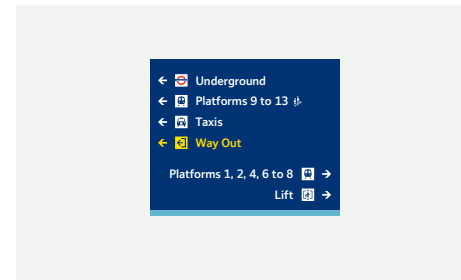 Underground
Platforms 9 to 13
Taxis
Way Out
Platforms 1, 2, 4, 6 to 8
Lift